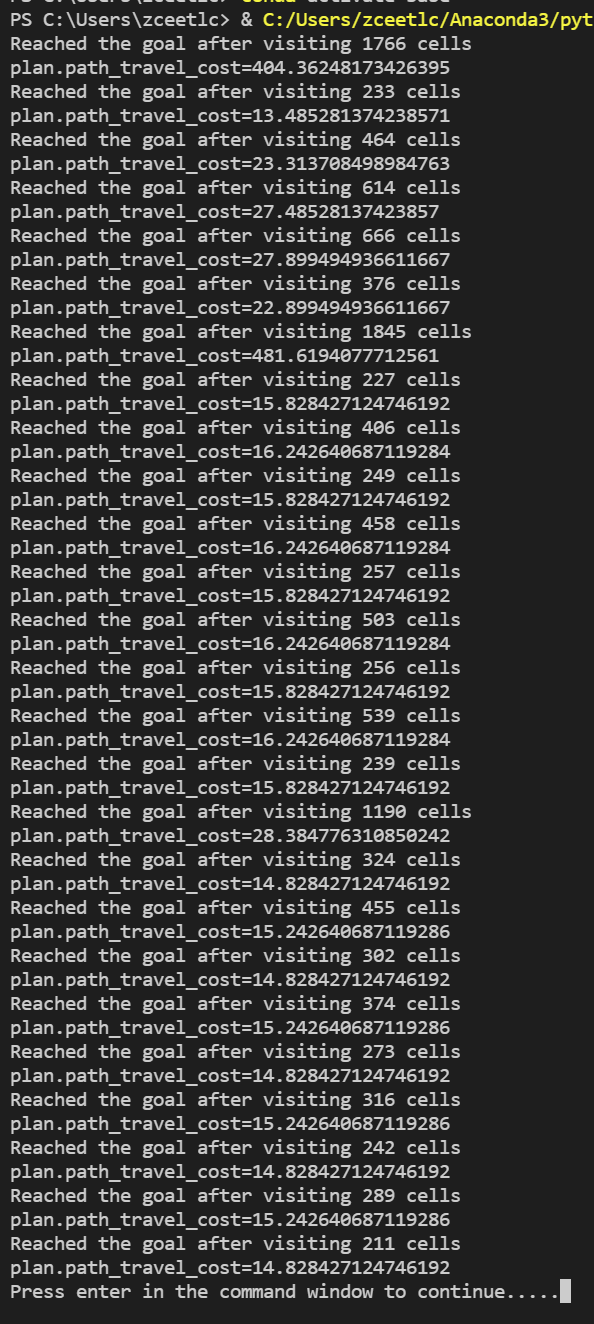 PS C:\Users\zceetlc> conda activate base
PS C:\Users\zceetlc> & C:/Users/zceetlc/Anaconda3/pyt
Reached the goal after visiting 1766 cells
plan.path_travel_cost=404.36248173426395
Reached the goal after visiting 233 cells
plan.path_travel_cost=13.485281374238571
Reached the goal after visiting 464 cells
plan.path_travel_cost=23.313708498984763
Reached the goal after visiting 614 cells
plan.path_travel_cost=27.48528137423857
Reached the goal after visiting 666 cells
plan.path_travel_cost=27.899494936611667
Reached the goal after visiting 376 cells
plan.path_travel_cost=22.899494936611667
Reached the goal after visiting 1845 cells
plan.path_travel_cost=481.6194077712561
Reached the goal after visiting 227 cells
plan.path_travel_cost=15.828427124746192
Reached the goal after visiting 406 cells
plan.path_travel_cost=16.242640687119284
Reached the goal after visiting 249 cells
plan.path_travel_cost=15.828427124746192
Reached the goal after visiting 458 cells
plan.path_travel_cost=16.242640687119284
Reached the goal after visiting 257 cells
plan.path_travel_cost=15.828427124746192
Reached the goal after visiting 503 cells
plan.path_travel_cost=16.242640687119284
Reached the goal after visiting 256 cells
plan.path_travel_cost=15.828427124746192
Reached the goal after visiting 539 cells
plan.path_travel_cost=16.242640687119284
Reached the goal after visiting 239 cells
plan.path_travel_cost=15.828427124746192
Reached the goal after visiting 1190 cells
plan.path_travel_cost=28.384776310850242
Reached the goal after visiting 324 cells
plan.path_travel_cost=14.828427124746192
Reached the goal after visiting 455 cells
plan.path_travel_cost=15.242640687119286
Reached the goal after visiting 302 cells
plan.path_travel_cost=14.828427124746192
Reached the goal after visiting 374 cells
plan.path_travel_cost=15.242640687119286
Reached the goal after visiting 273 cells
plan.path_travel_cost=14.828427124746192
Reached the goal after visiting 316 cells
plan.path_travel_cost=15.242640687119286
Reached the goal after visiting 242 cells
plan.path_travel_cost=14.828427124746192
Reached the goal after visiting 289 cells
plan.path_travel_cost=15.242640687119286
Reached the goal after visiting 211 cells
plan.path_travel_cost=14.828427124746192
Press enter in the command window to continue.....